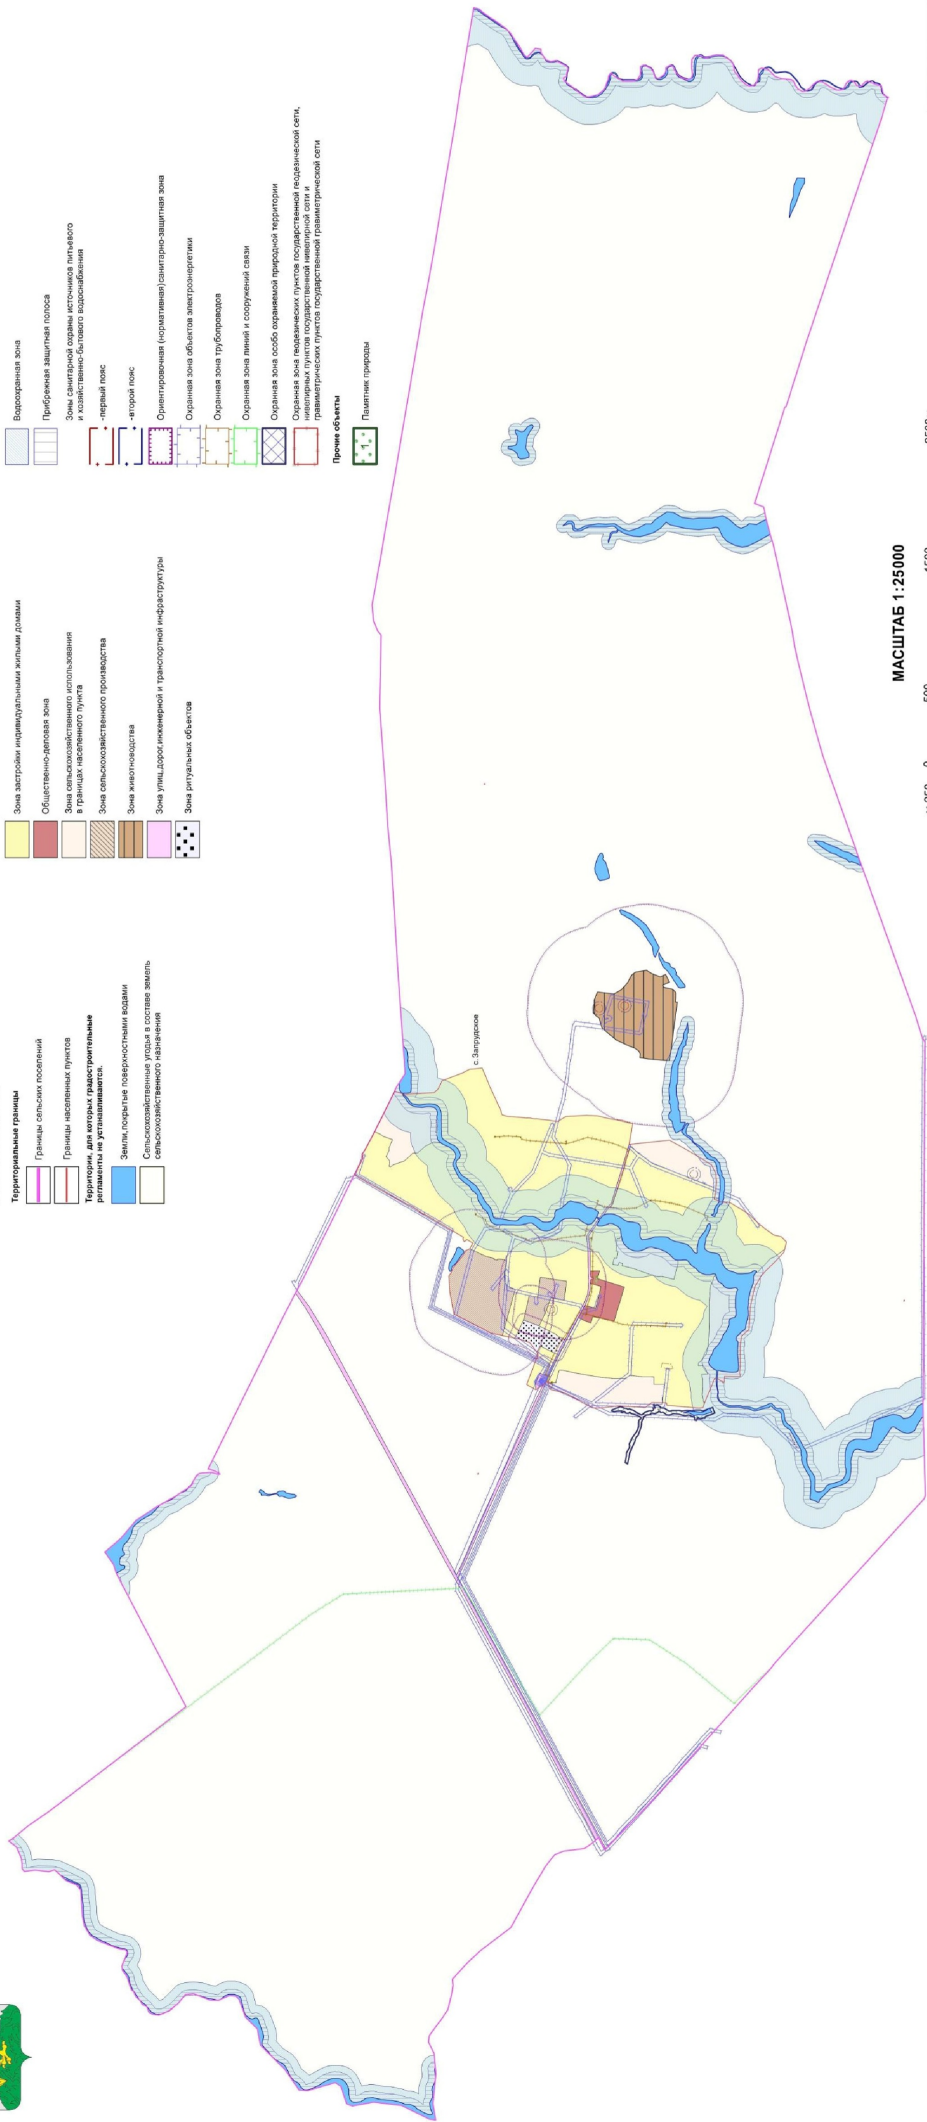 Территориальные границы
Границы сельских поселений
Границы населенных пунктов
Территории, для которых градостроительные
регламенты не устанавливаются.
Земли, покрытые поверхностными водами
Сельскохозяйственные угодья в составе земель
сельскохозяйственного назначения
Зона застройки индивидуальными жилыми домами
Общественно-деловая зона
Зона сельскохозяйственного использования
в границах населенного пункта
Зона сельскохозяйственного производства
Зона животноводства
Зона улиц,дорог,инженерной и транспортной инфраструктуры
Зона ритуальных объектов
Водоохранная зона
Прибрежная защитная полоса
Зоны санитарной охраны источников питьевого
и хозяйственно-бытового водоснабжения
-первый пояс
-второй пояс
Ориентировочная (нормативная)санитарно-защитная зона
Охранная зона объектов электроэнергетики
Охранная зона трубопроводов
Охранная зона линий и сооружений связи
Охранная зона особо охраняемой природной территории
Охранная зона геодезических пунктов государственной геодезической сети,
нивелирных пунктов государственной нивелирной сети и
гравиметрических пунктов государственной гравиметрической сети
Прочие объекты
1
Памятник природы
с.Запрудское
МАСШТАБ 1:25000